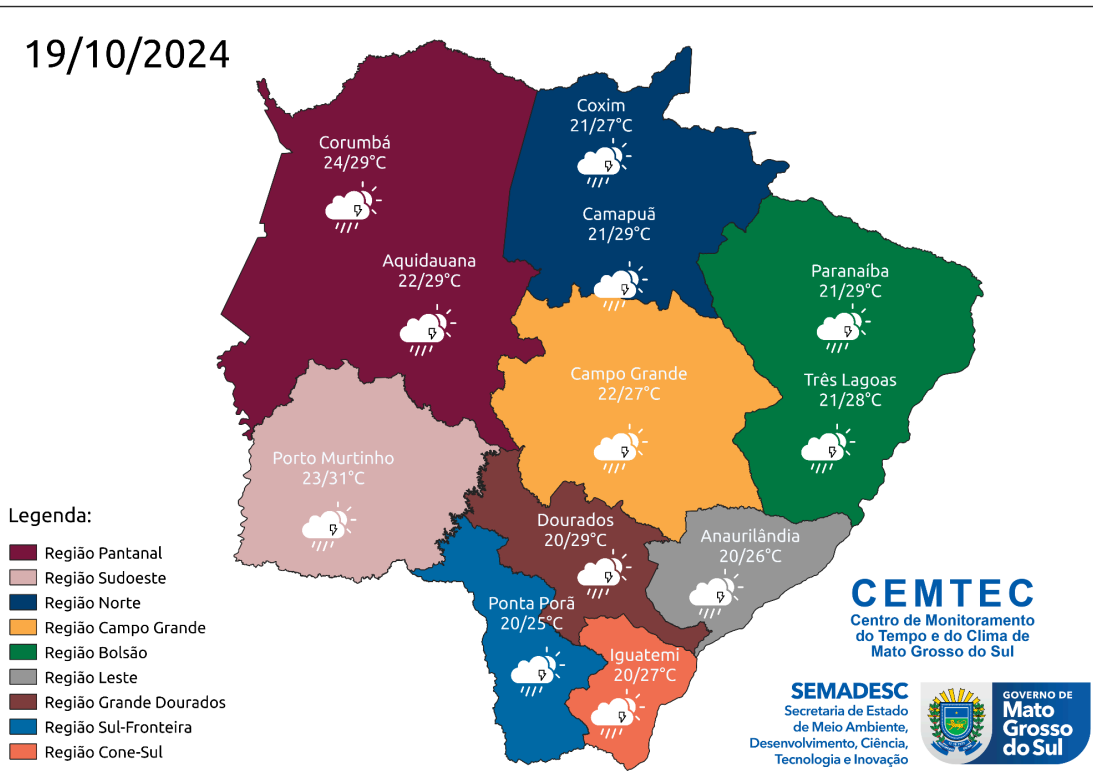 19/10/2024
Coxim
21/27°C
Corumbá
24/29°C
Camapuã
21/29°C
Aquidauana
22/29°C
Paranaíba
21/29°C
Campo Grande
22/27°C
Três Lagoas
21/28°C
Porto Murtinho
23/31°C
Dourados
20/29°C
Anaurilândia
20/26°C
Ponta Porã
20/25°C
Iguatemi
20/27°C
Legenda:
Região Pantanal
Região Sudoeste
Região Norte
Região Campo Grande
Região Bolsão
Região Leste
Região Grande Dourados
Região Sul-Fronteira
Região Cone-Sul
CEMTEC
Centro de Monitoramento
do Tempo e do Clima de
Mato Grosso do Sul
SEMADESC
Secretaria de Estado
de Meio Ambiente,
Desenvolvimento, Ciência,
Tecnologia e Inovação
GOVERNO DE
Mato
Grosso
do Sul